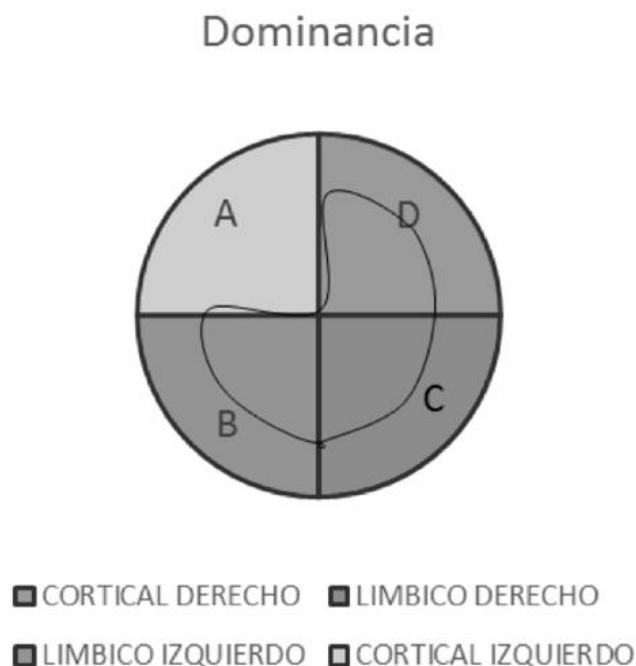 Dominancia
A
D
B
C
CORTICAL DERECHO LIMBICO DERECHO
LIMBICO IZQUIERDO CORTICAL IZQUIERDO